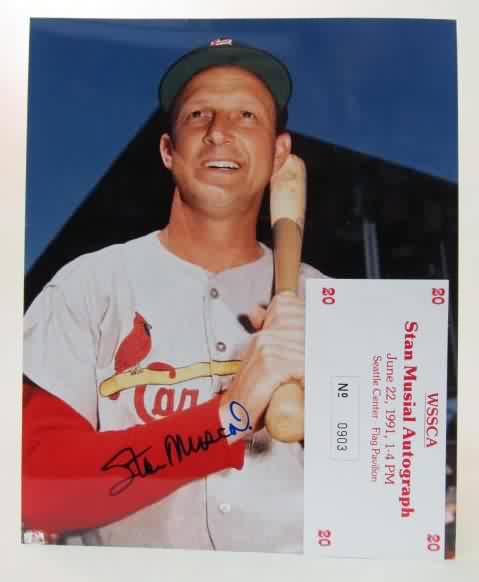 Car
Stan Musial
WSSCA
Stan Musial Autograph
June 22, 1991, 1-4 PM
Seattle Center - Flag Pavilion
Nº 0903
20
20
20
20